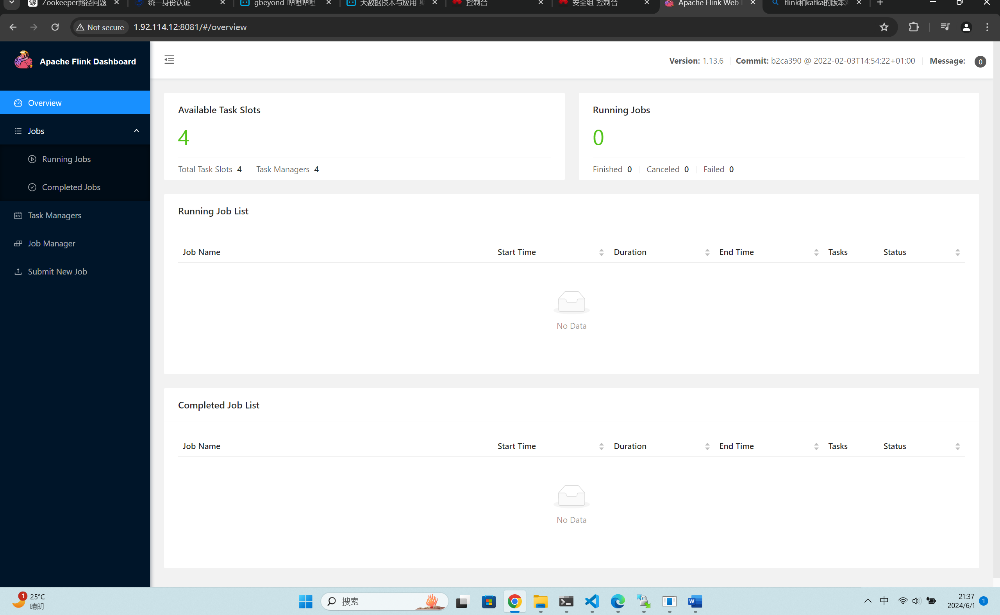 Zookeeper路径问题
统一身份认证
gbeyond-哔哩哔哩
大数据技术与应用-
控制台
安全组-控制台
Apache Flink Web
flink和kafka的版本
Not secure
1.92.114.12:8081/#/overview
Apache Flink Dashboard
Version: 1.13.6
Commit: b2ca390 @ 2022-02-03T14:54:22+01:00
Message: 0
Overview
Jobs
Running Jobs
Completed Jobs
Task Managers
Job Manager
Submit New Job
Available Task Slots
4
Total Task Slots 4
Task Managers 4
Running Jobs
0
Finished 0
Canceled 0
Failed 0
Running Job List
Job Name Start Time Duration End Time Tasks Status
No Data
Completed Job List
Job Name Start Time Duration End Time Tasks Status
No Data
1
25°C
晴朗
搜索
中
21:37
2024/6/1
1